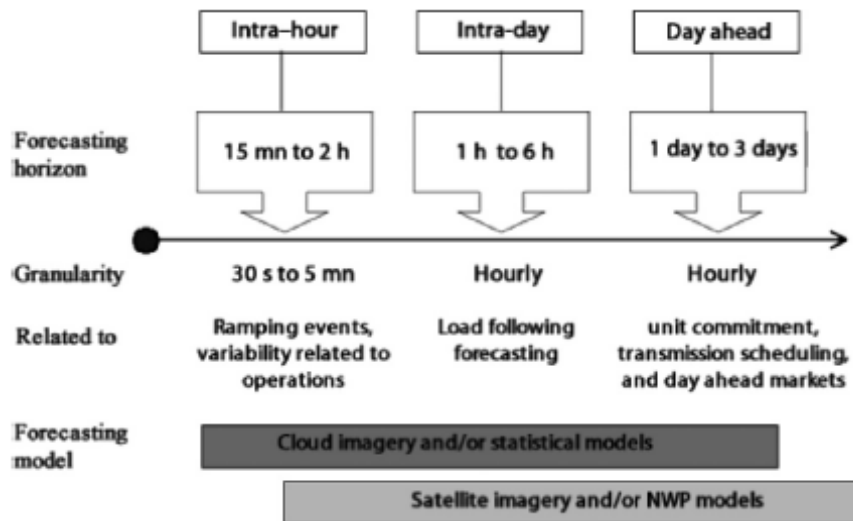 Intra–hour
Intra-day
Day ahead
Forecasting
horizon
15 mn to 2 h
1 h to 6 h
1 day to 3 days
Granularity
30 s to 5 mn
Hourly
Hourly
Related to
Ramping events,
variability related to
operations
Load following
forecasting
unit commitment,
transmission scheduling,
and day ahead markets
Forecasting
model
Cloud imagery and/or statistical models
Satellite imagery and/or NWP models